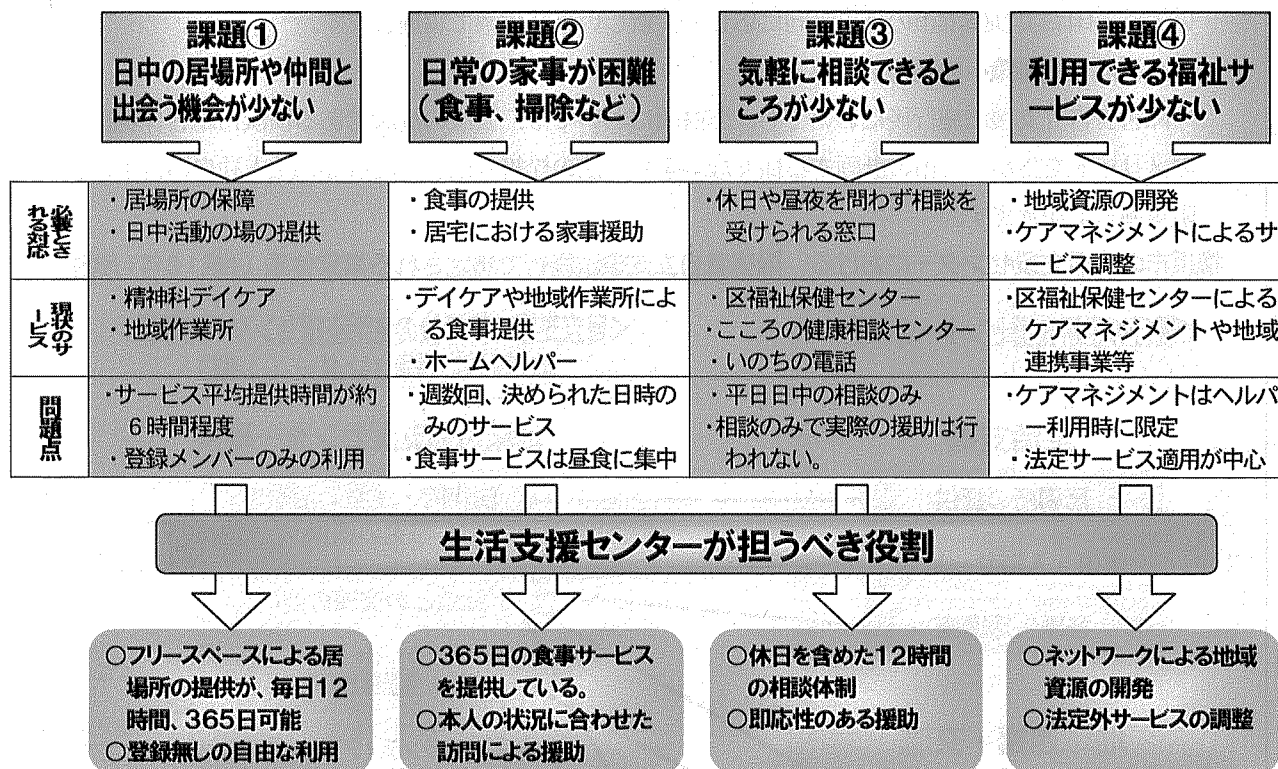 課題①
日中の居場所や仲間と
出会う機会が少ない
課題②
日常の家事が困難
（食事、掃除など）
課題③
気軽に相談できると
ころが少ない
課題④
利用できる福祉サ
ービスが少ない
必要とさ
れる対応
・居場所の保障
・日中活動の場の提供
・食事の提供
・居宅における家事援助
・休日や昼夜を問わず相談を
受けられる窓口
・地域資源の開発
・ケアマネジメントによるサ
ービス調整
現状のサ
ービス
・精神科デイケア
・地域作業所
・デイケアや地域作業所によ
る食事提供
・ホームヘルパー
・区福祉保健センター
・こころの健康相談センター
・いのちの電話
・区福祉保健センターによる
ケアマネジメントや地域
連携事業等
問題点
・サービス平均提供時間が約
６時間程度
・登録メンバーのみの利用
・週数回、決められた日時の
みのサービス
・食事サービスは昼食に集中
・平日日中の相談のみ
・相談のみで実際の援助は行
われない。
・ケアマネジメントはヘルパ
ー利用時に限定
・法定サービス適用が中心
生活支援センターが担うべき役割
○フリースペースによる居
場所の提供が、毎日12
時間、365日可能
○登録無しの自由な利用
○365日の食事サービス
を提供している。
○本人の状況に合わせた
訪問による援助
○休日を含めた12時間
の相談体制
○即応性のある援助
○ネットワークによる地域
資源の開発
○法定外サービスの調整